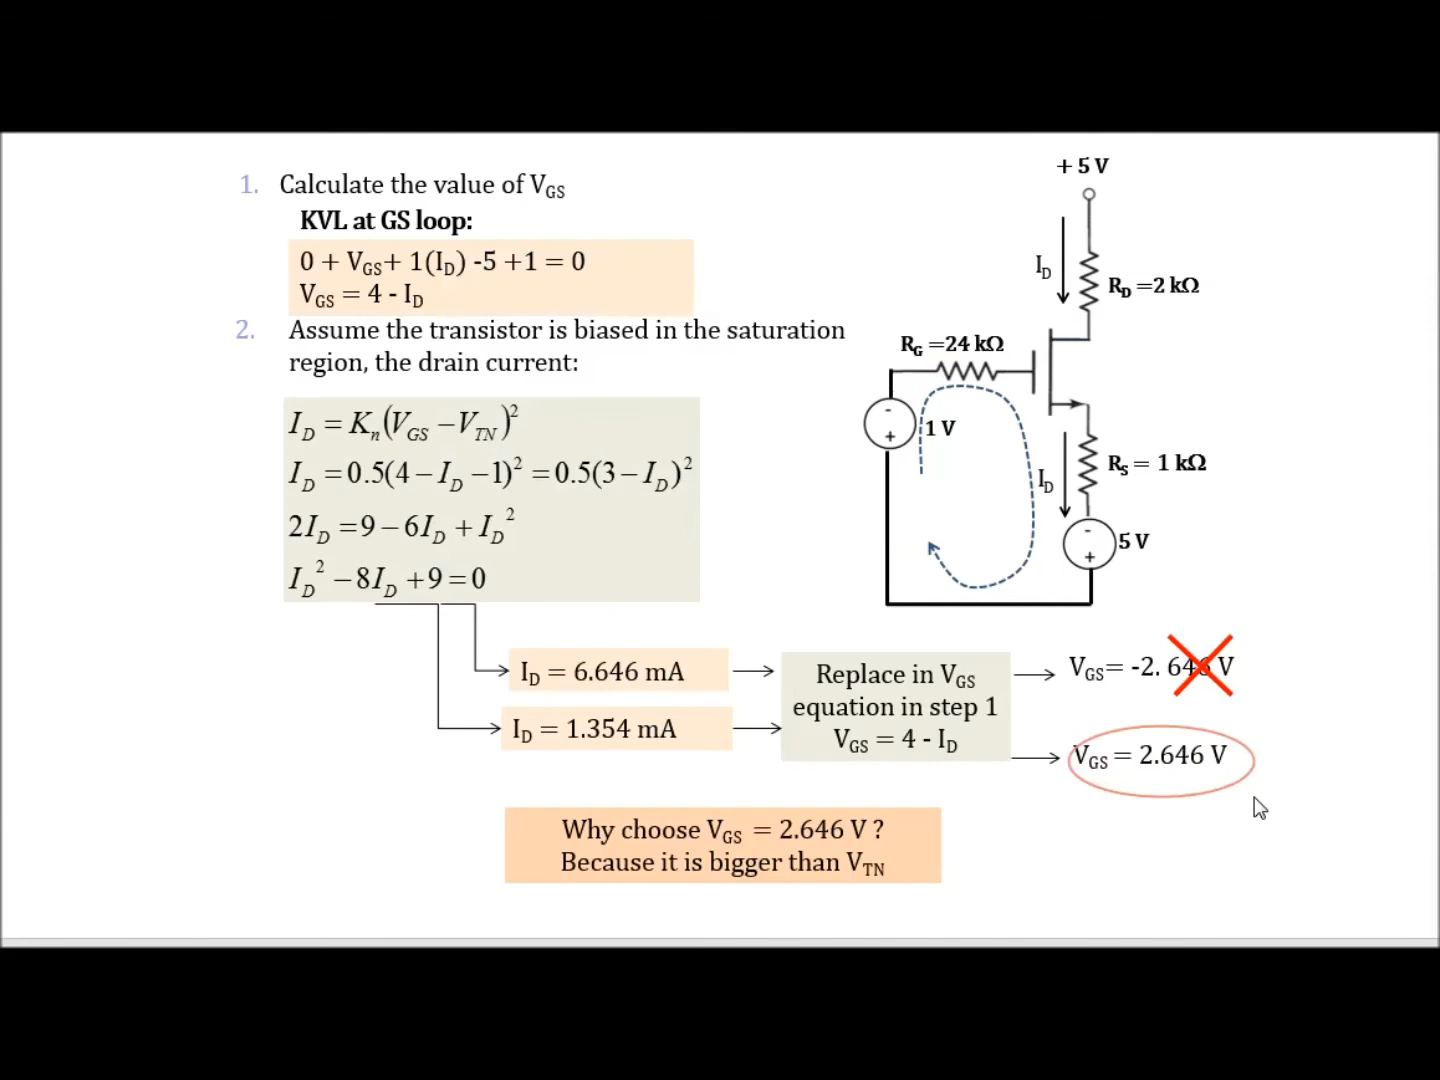 1. Calculate the value of VGS
KVL at GS loop:
0 + VGS+ 1(ID) -5 +1 = 0
VGS = 4 - ID
2. Assume the transistor is biased in the saturation
region, the drain current:
ID = Kn(VGS − VTN)²
ID = 0.5(4 − ID − 1)² = 0.5(3 − ID)²
2ID = 9 − 6ID + ID²
ID² − 8ID + 9 = 0
ID = 6.646 mA
ID = 1.354 mA
Replace in VGS
equation in step 1
VGS = 4 - ID
VGS= -2. 646 V
VGS = 2.646 V
Why choose VGS = 2.646 V ?
Because it is bigger than VTN
+ 5 V
ID
RD =2 kΩ
RG =24 kΩ
-
+
1 V
ID
RS = 1 kΩ
-
+
5 V